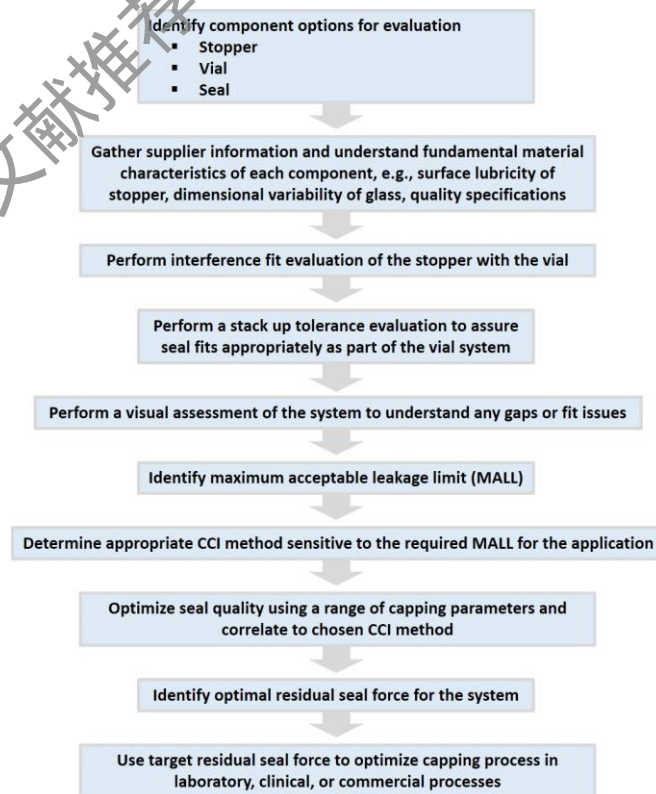 文献推荐
Identify component options for evaluation
▪ Stopper
▪ Vial
▪ Seal
Gather supplier information and understand fundamental material
characteristics of each component, e.g., surface lubricity of
stopper, dimensional variability of glass, quality specifications
Perform interference fit evaluation of the stopper with the vial
Perform a stack up tolerance evaluation to assure
seal fits appropriately as part of the vial system
Perform a visual assessment of the system to understand any gaps or fit issues
Identify maximum acceptable leakage limit (MALL)
Determine appropriate CCI method sensitive to the required MALL for the application
Optimize seal quality using a range of capping parameters and
correlate to chosen CCI method
Identify optimal residual seal force for the system
Use target residual seal force to optimize capping process in
laboratory, clinical, or commercial processes